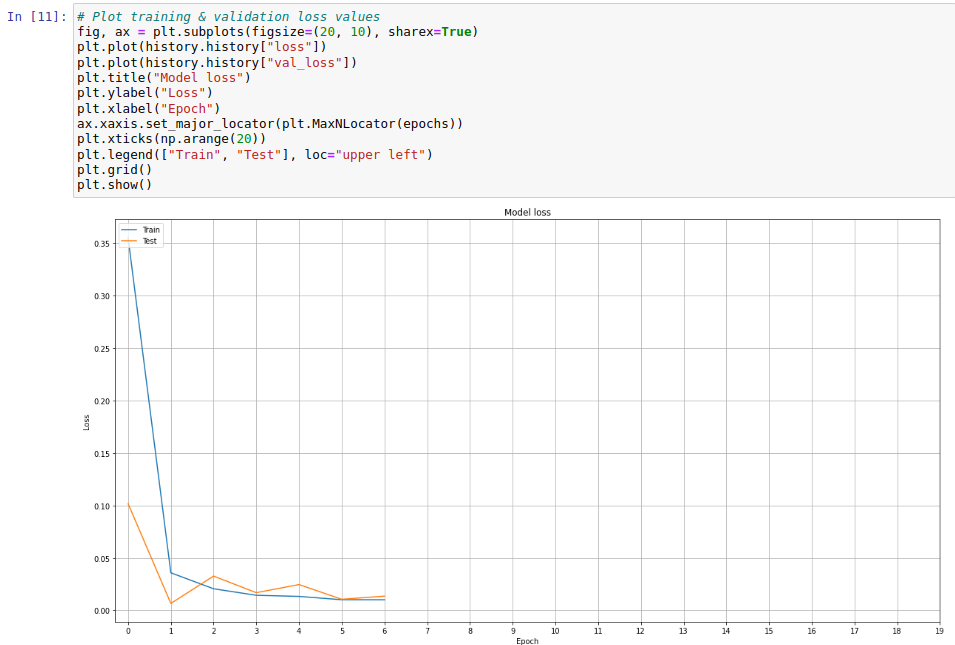 In [11]: # Plot training & validation loss values
fig, ax = plt.subplots(figsize=(20, 10), sharex=True)
plt.plot(history.history["loss"])
plt.plot(history.history["val_loss"])
plt.title("Model loss")
plt.ylabel("Loss")
plt.xlabel("Epoch")
ax.xaxis.set_major_locator(plt.MaxNLocator(epochs))
plt.xticks(np.arange(20))
plt.legend(["Train", "Test"], loc="upper left")
plt.grid()
plt.show()
Model loss
Train
Test
0.35
0.30
0.25
0.20
0.15
0.10
0.05
0.00
Loss
0 1 2 3 4 5 6 7 8 9 10 11 12 13 14 15 16 17 18 19
Epoch